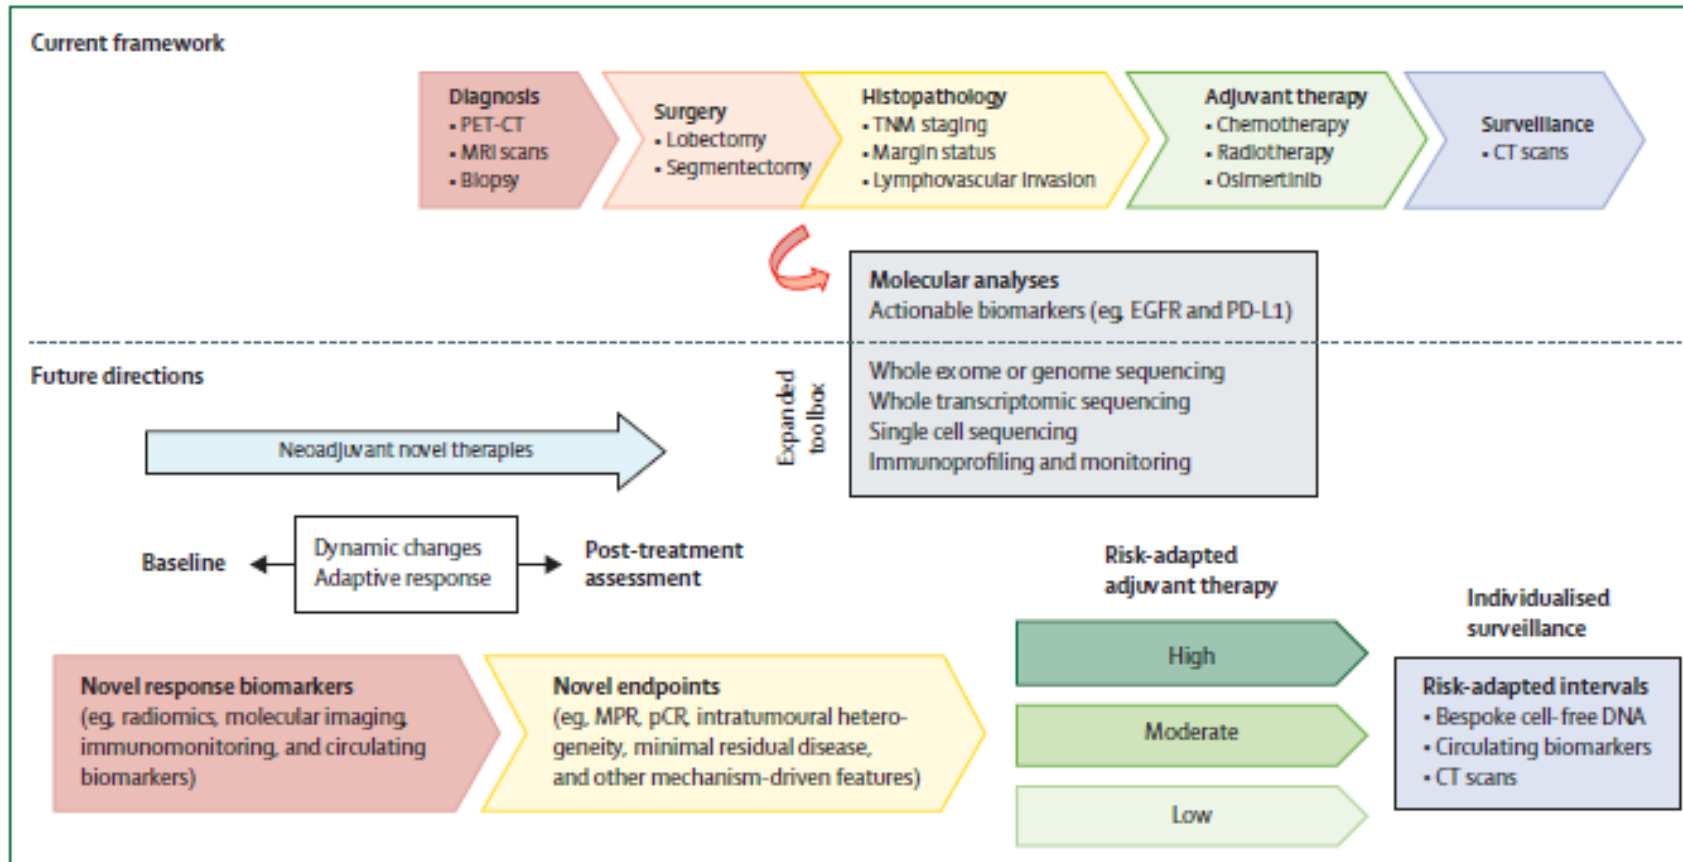 Current framework
Diagnosis
▪ PET-CT
▪ MRI scans
▪ Biopsy
Surgery
▪ Lobectomy
▪ Segmentectomy
Histopathology
▪ TNM staging
▪ Margin status
▪ Lymphovascular invasion
Adjuvant therapy
▪ Chemotherapy
▪ Radiotherapy
▪ Osimertinib
Surveillance
▪ CT scans
Molecular analyses
Actionable biomarkers (eg, EGFR and PD-L1)
Future directions
Expanded
toolbox
Whole exome or genome sequencing
Whole transcriptomic sequencing
Single cell sequencing
Immunoprofiling and monitoring
Neoadjuvant novel therapies
Baseline
Dynamic changes
Adaptive response
Post-treatment
assessment
Novel response biomarkers
(eg, radiomics, molecular imaging,
immunomonitoring, and circulating
biomarkers)
Novel endpoints
(eg, MPR, pCR, intratumoural hetero-
geneity, minimal residual disease,
and other mechanism-driven features)
Risk-adapted
adjuvant therapy
High
Moderate
Low
Individualised
surveillance
Risk-adapted intervals
▪ Bespoke cell-free DNA
▪ Circulating biomarkers
▪ CT scans